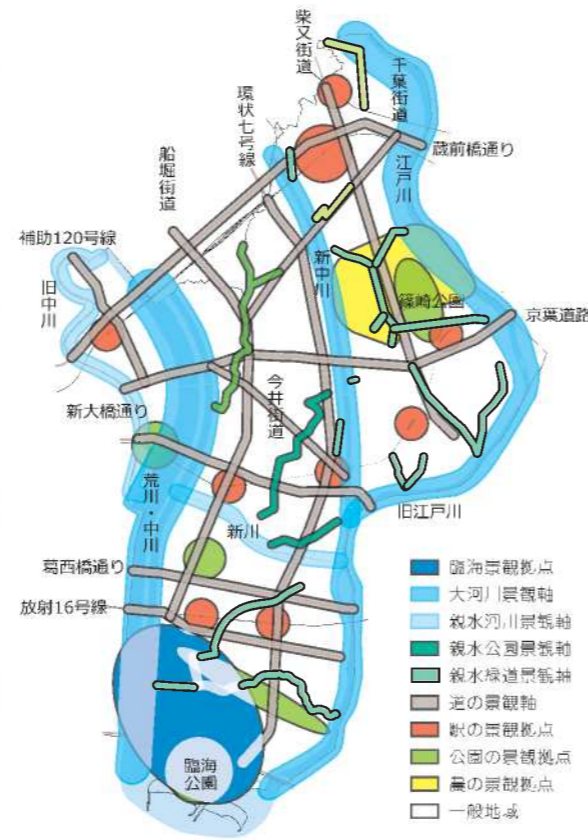 柴又街道
千葉街道
環状七号線
蔵前橋通り
江戸川
船堀街道
補助120号線
新中川
旧中川
篠崎公園
京葉道路
今井街道
新大橋通り
荒川・中川
新川
旧江戸川
葛西橋通り
放射16号線
臨海
公園
臨海景観拠点
大河川景観軸
親水河川景観軸
親水公園景観軸
親水緑道景観軸
道の景観軸
駅の景観拠点
公園の景観拠点
農の景観拠点
一般地域